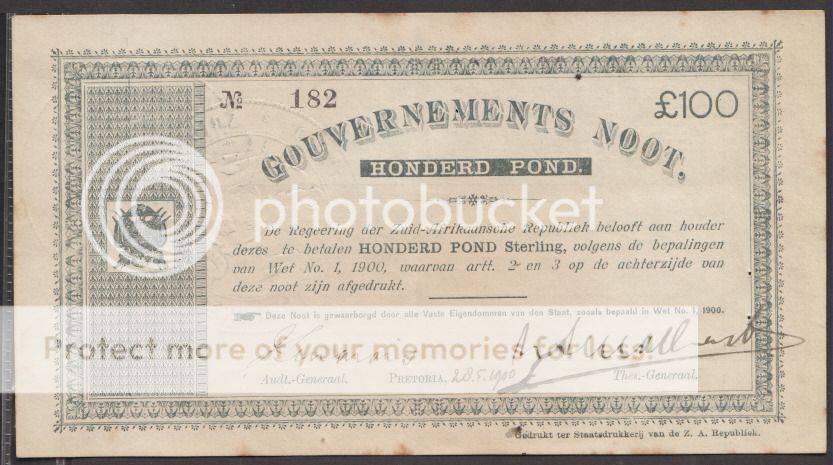 № 182
£100
GOUVERNEMENTS NOOT,
HONDERD POND.
De Regeering der Zuid-Afrikaansche Republiek belooft aan houder
dezes te betalen HONDERD POND Sterling, volgens de bepalingen
van Wet No. 1, 1900, waarvan artt. 2 en 3 op de achterzijde van
deze noot zijn afgedrukt.
Deze Noot is gewaarborgd door alle Vaste Eigendommen van den Staat, zooals bepaald in Wet No. 1, 1900.
Audt.-Generaal. PRETORIA, 28.5.1900 Thes.-Generaal.
Gedrukt ter Staatsdrukkerij van de Z. A. Republiek.
photobucket
Protect more of your memories for less!